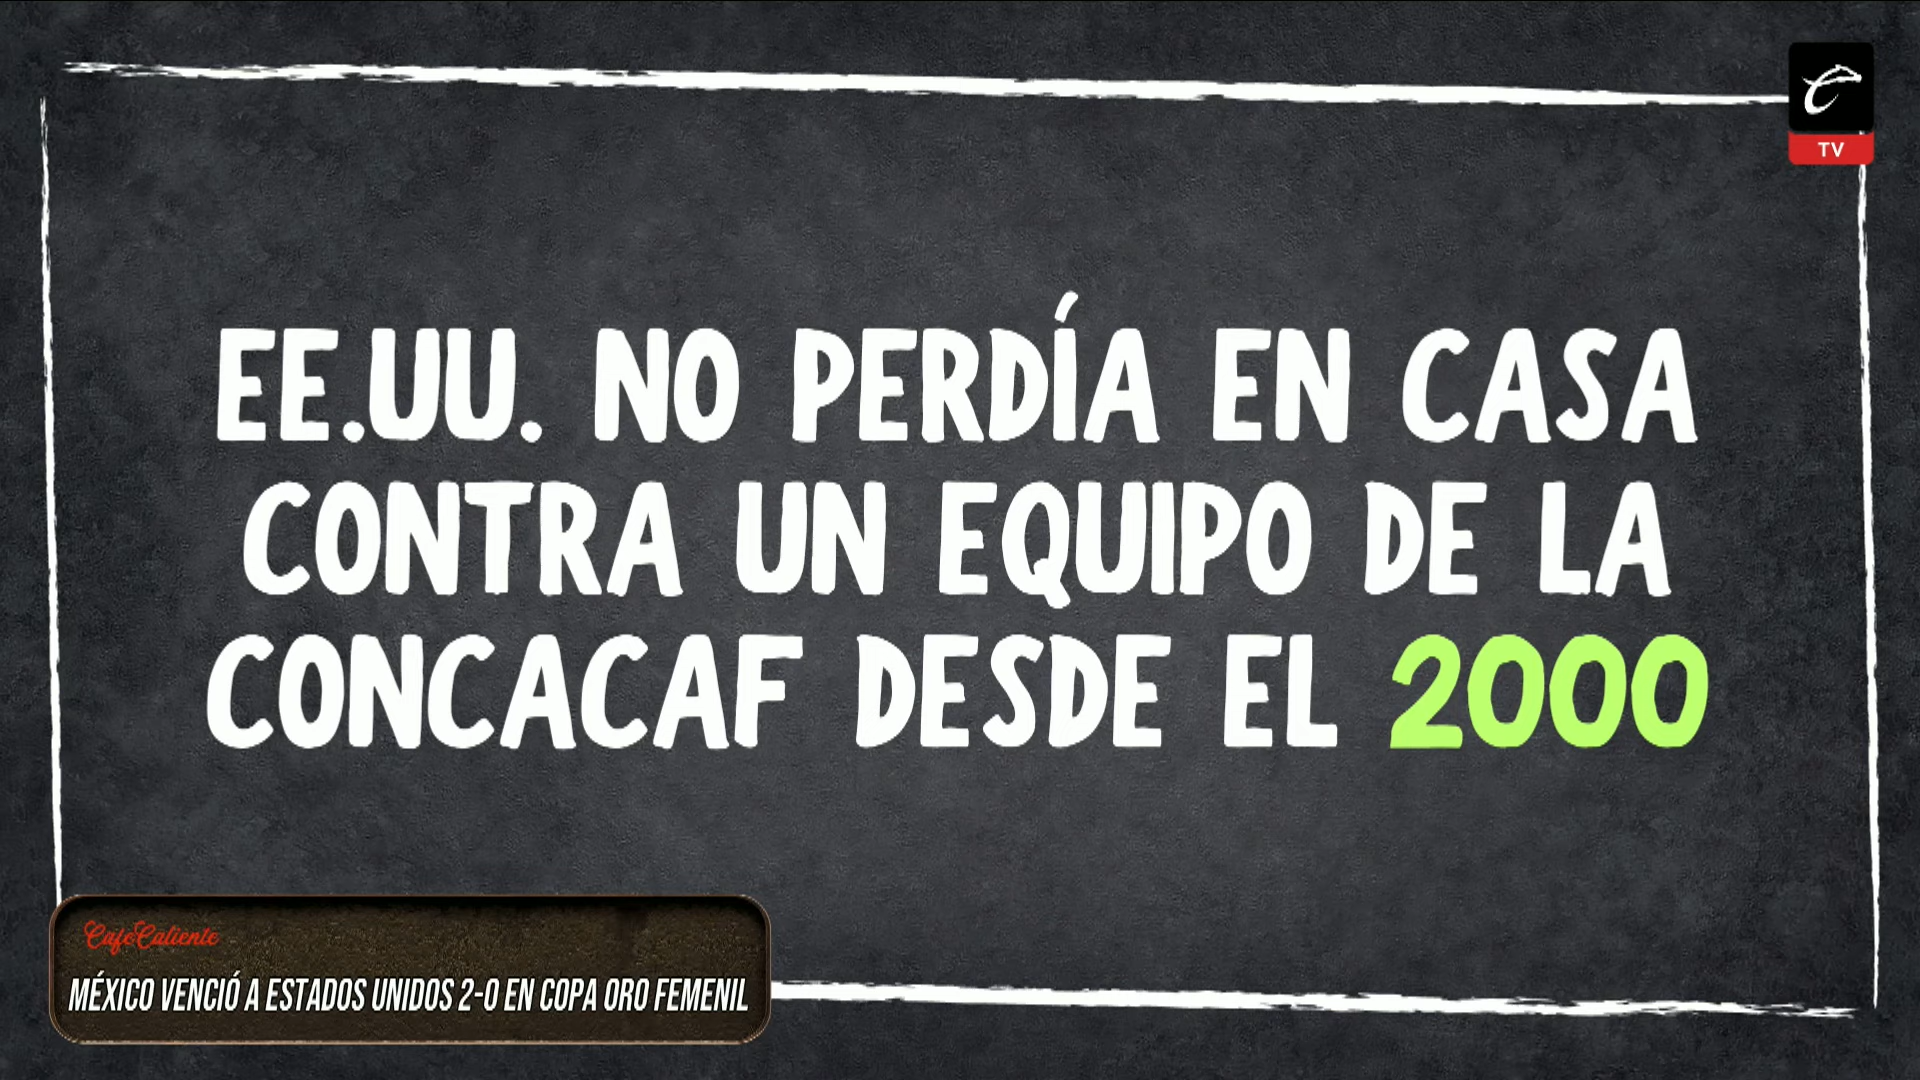 TV
EE.UU. NO PERDÍA EN CASA
CONTRA UN EQUIPO DE LA
CONCACAF DESDE EL 2000
CaféCaliente
MÉXICO VENCIÓ A ESTADOS UNIDOS 2-0 EN COPA ORO FEMENIL